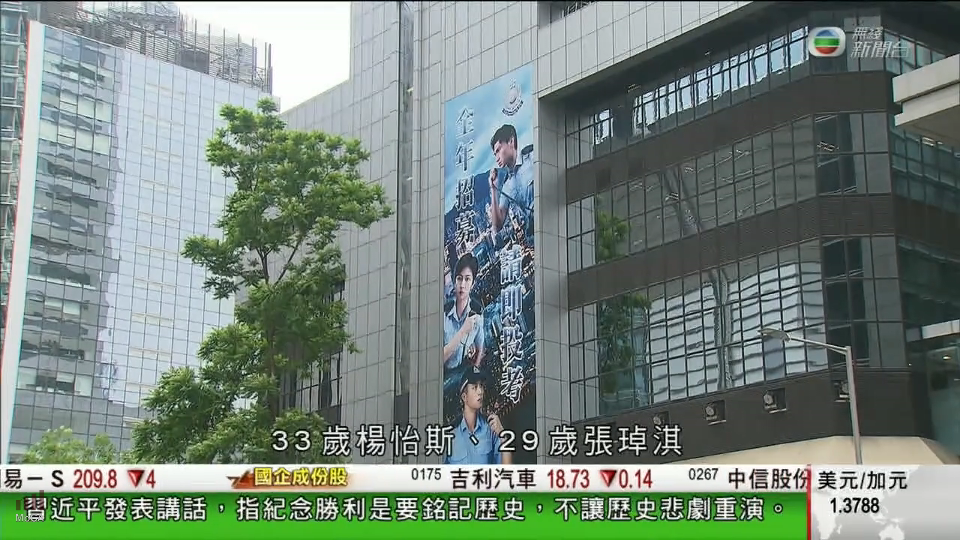 無綫
新聞台
全年招募
請即投考
33歲楊怡斯、29歲張琸淇
易一 S 209.8 ▼4 國企成份股 0175 吉利汽車 18.73 ▼0.14 0267 中信股份
美元/加元
1.3788
習近平發表講話，指紀念勝利是要銘記歷史，不讓歷史悲劇重演。